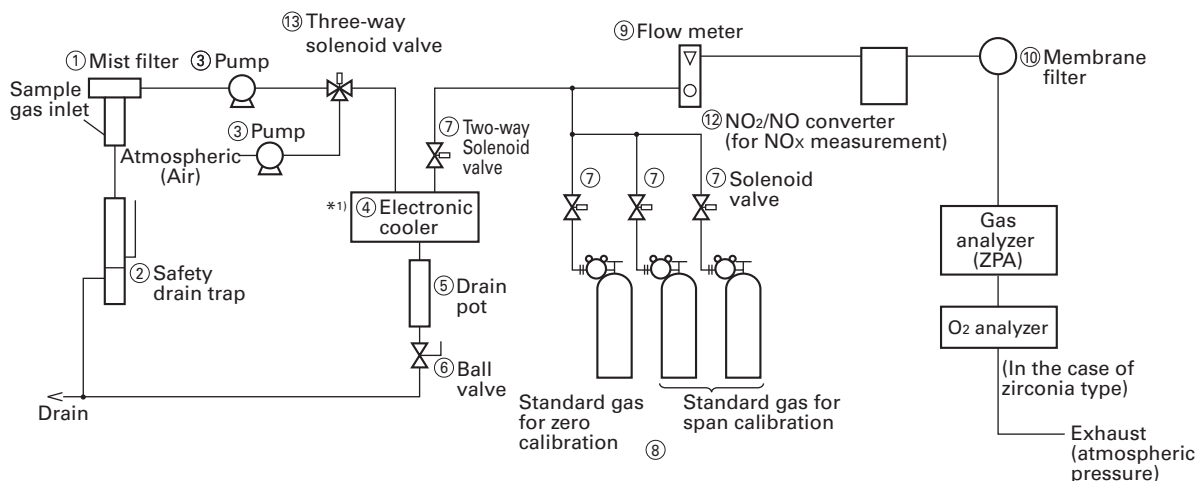 ⑬ Three-way
solenoid valve
① Mist filter
③ Pump
Sample
gas inlet
③ Pump
Atmospheric
(Air)
② Safety
drain trap
Drain
*1)
④ Electronic
cooler
⑤ Drain
pot
⑥ Ball
valve
⑦ Two-way
Solenoid
valve
⑨ Flow meter
⑫ NO2/NO converter
(for NOx measurement)
⑩ Membrane
filter
⑦
⑦
⑦ Solenoid
valve
Standard gas
for zero
calibration
Standard gas for
span calibration
⑧
Gas
analyzer
(ZPA)
O2 analyzer
(In the case of
zirconia type)
Exhaust
(atmospheric
pressure)